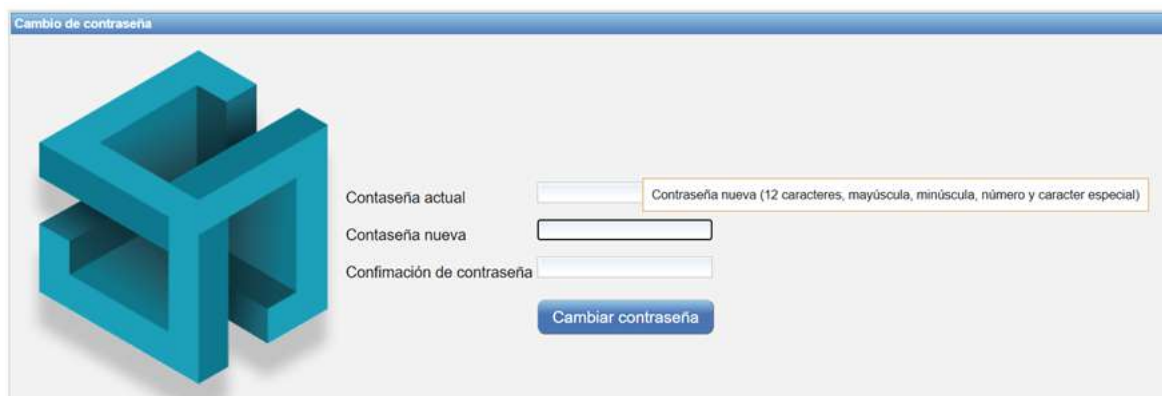 Cambio de contraseña
Contaseña actual
Contraseña nueva (12 caracteres, mayúscula, minúscula, número y caracter especial)
Contaseña nueva
Confimación de contraseña
Cambiar contraseña